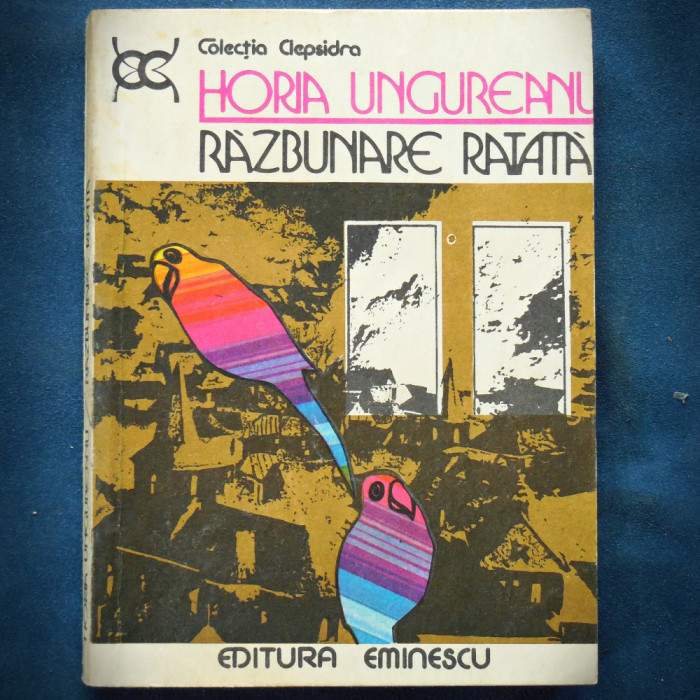 Colecția Clepsidra
HORIA UNGUREANU
RĂZBUNARE RATATĂ
EDITURA EMINESCU